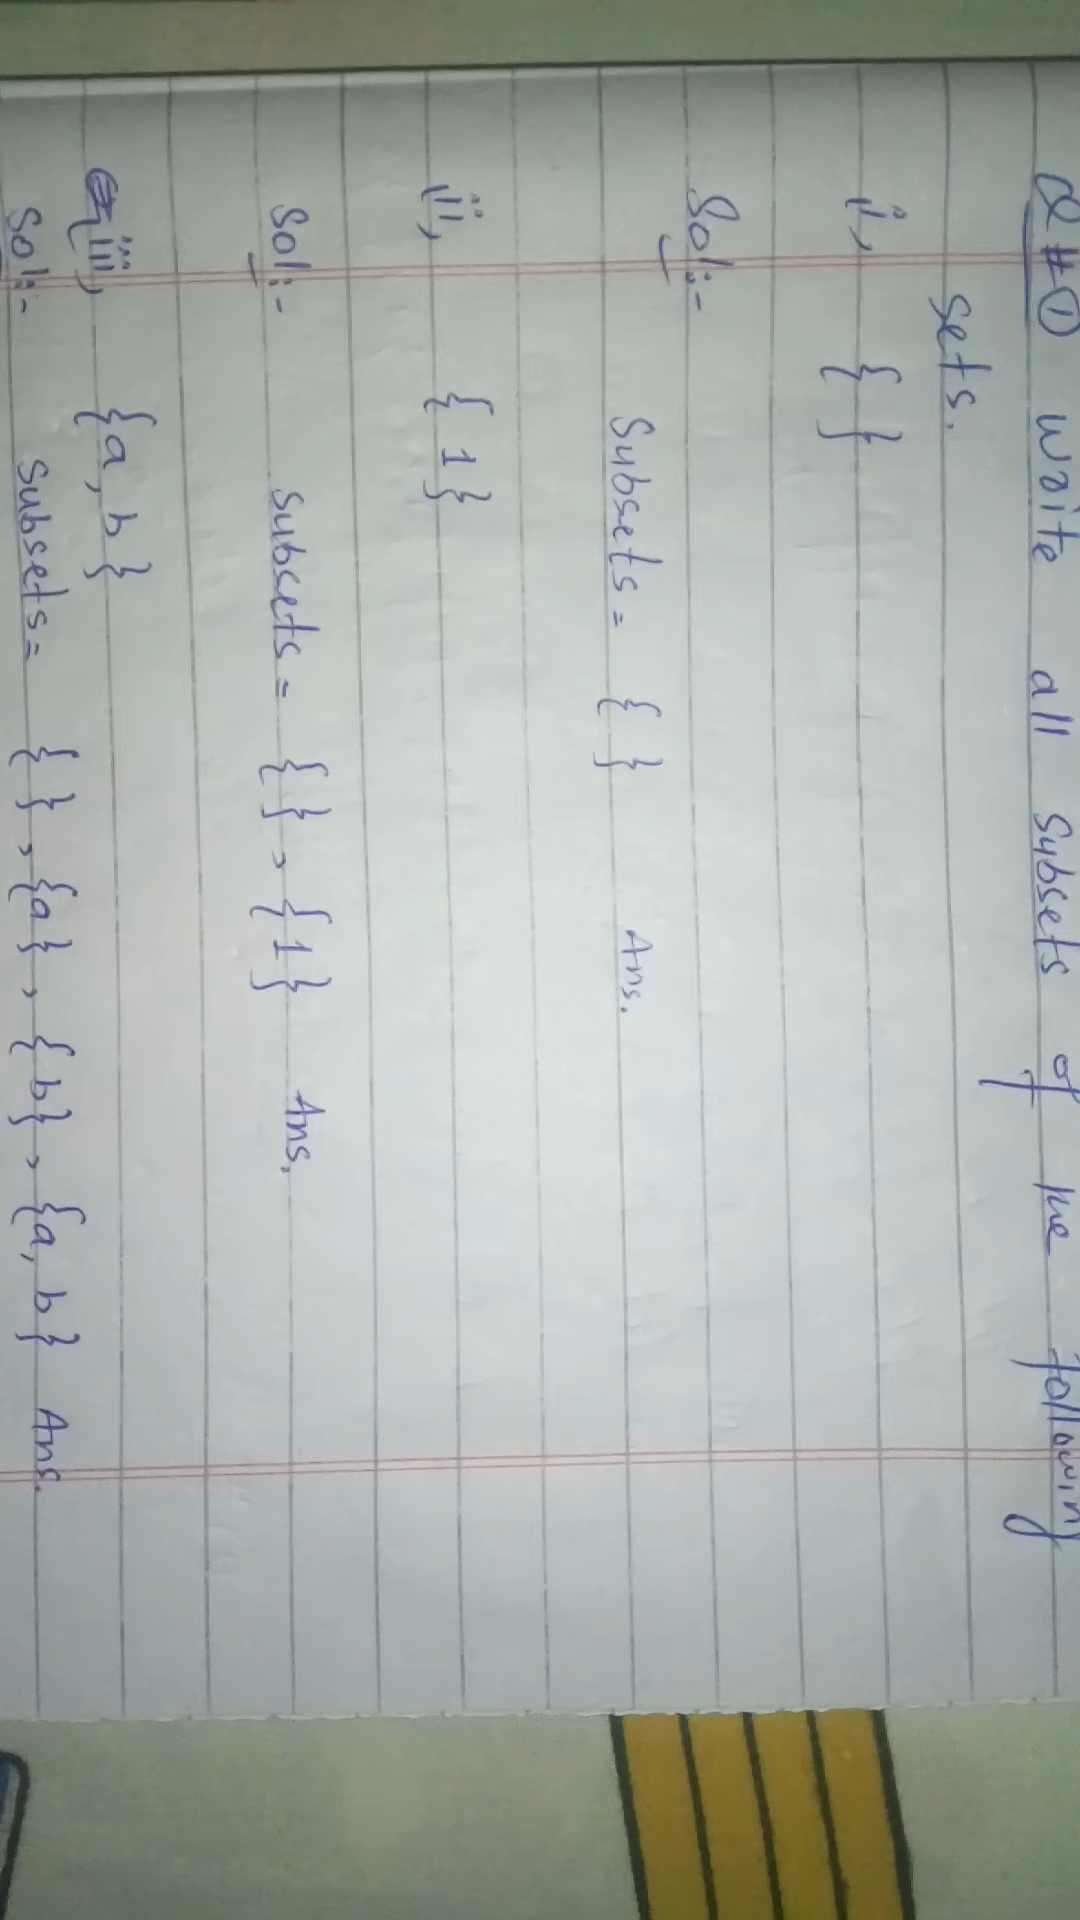 Q#① write all subsets of the following
sets.
i, { }
Sol:-
Subsets = { } Ans.
ii, { 1 }
Sol:-
Subsets = { } , { 1 } Ans.
iii, {a, b}
Sol:-
Subsets = { } , {a} , {b} , {a, b} Ans.